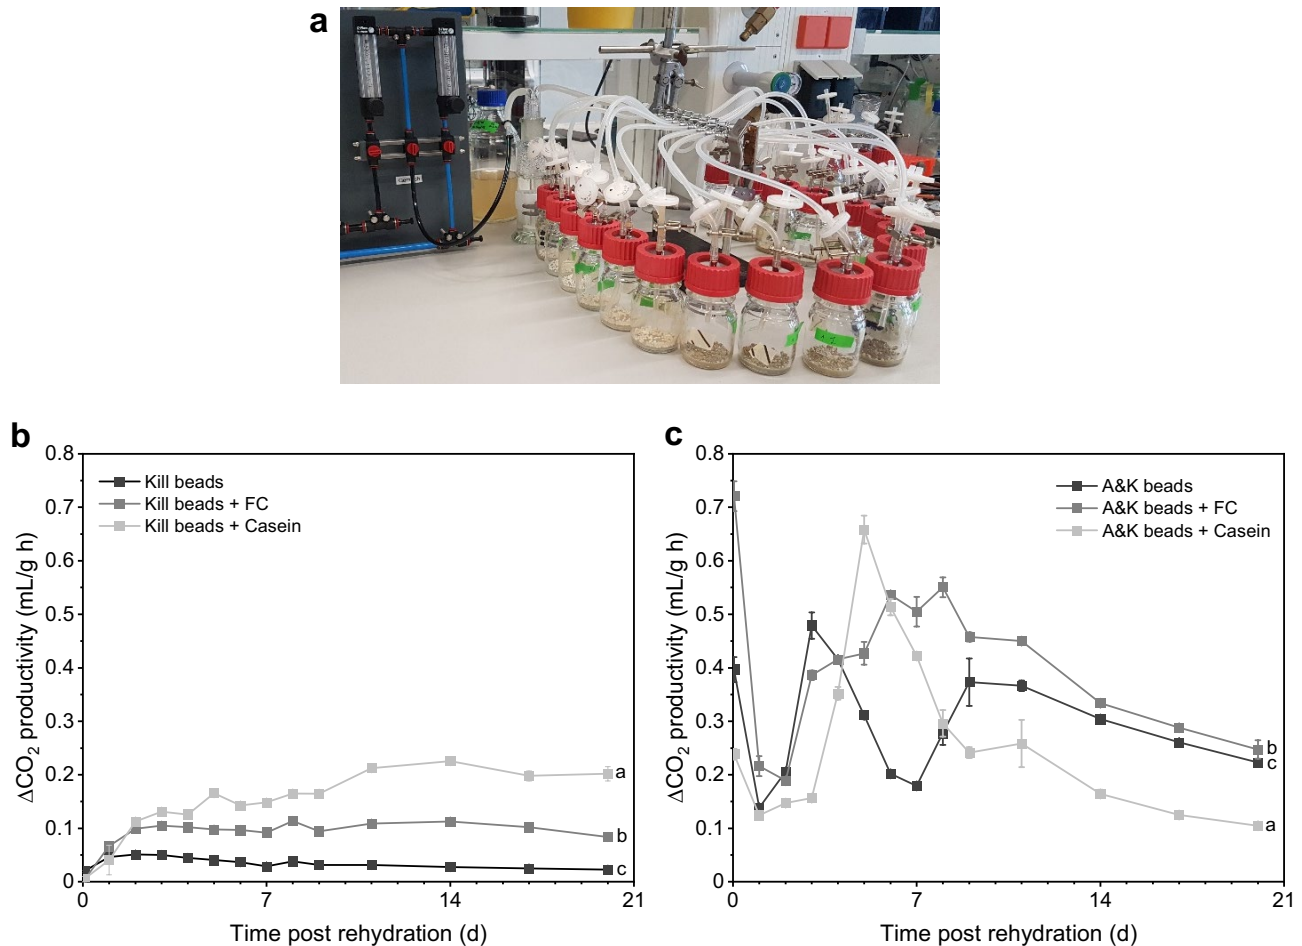 a
b
c
0.8
0.7
0.6
0.5
0.4
0.3
0.2
0.1
0
ΔCO2 productivity (mL/g h)
Kill beads
Kill beads + FC
Kill beads + Casein
a
b
c
0
7
14
21
Time post rehydration (d)
0.8
0.7
0.6
0.5
0.4
0.3
0.2
0.1
0
ΔCO2 productivity (mL/g h)
A&K beads
A&K beads + FC
A&K beads + Casein
b
c
a
0
7
14
21
Time post rehydration (d)